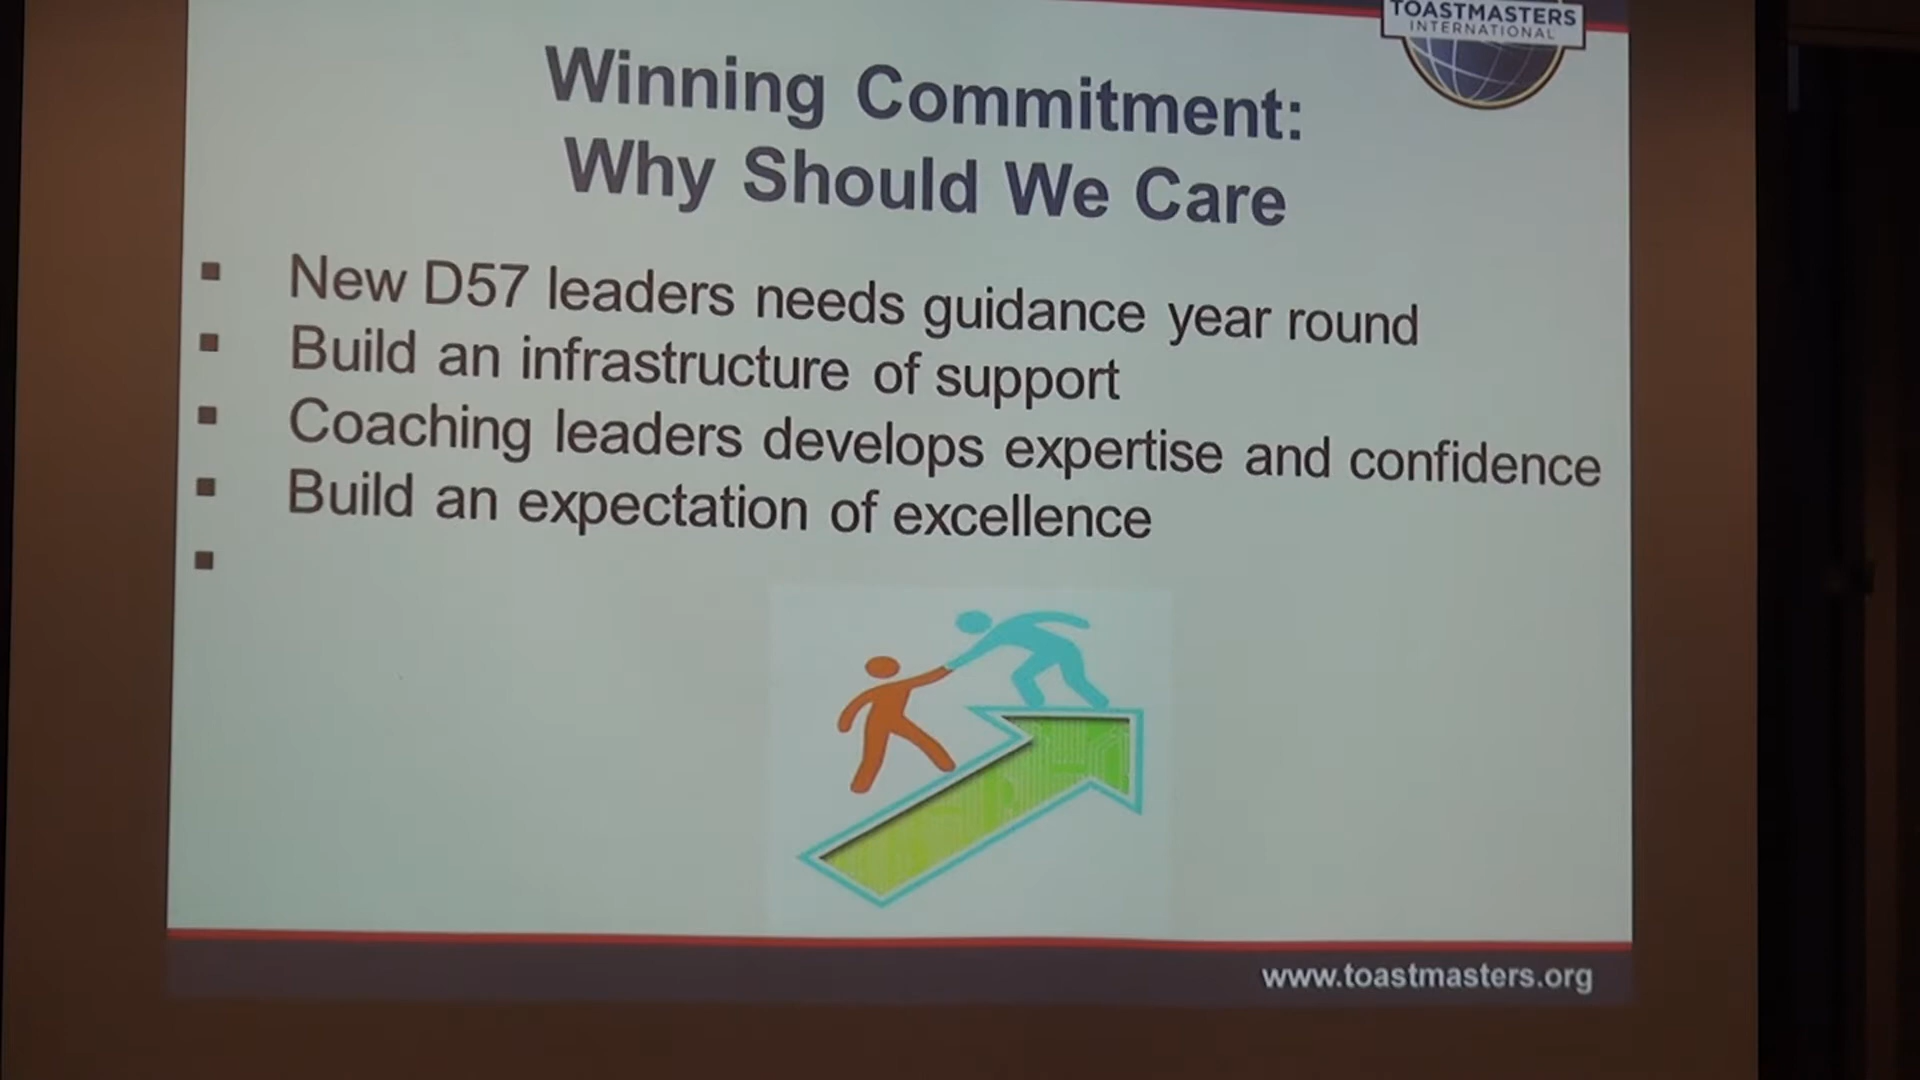 TOASTMASTERS
INTERNATIONAL
Winning Commitment:
Why Should We Care
New D57 leaders needs guidance year round
Build an infrastructure of support
Coaching leaders develops expertise and confidence
Build an expectation of excellence
www.toastmasters.org